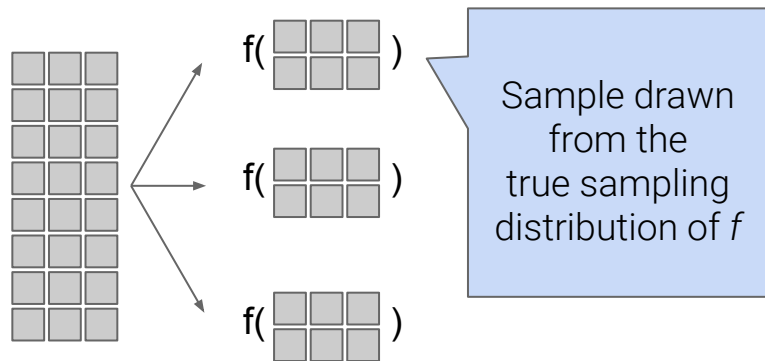 f( )
Sample drawn
from the
true sampling
distribution of f
f( )
f( )